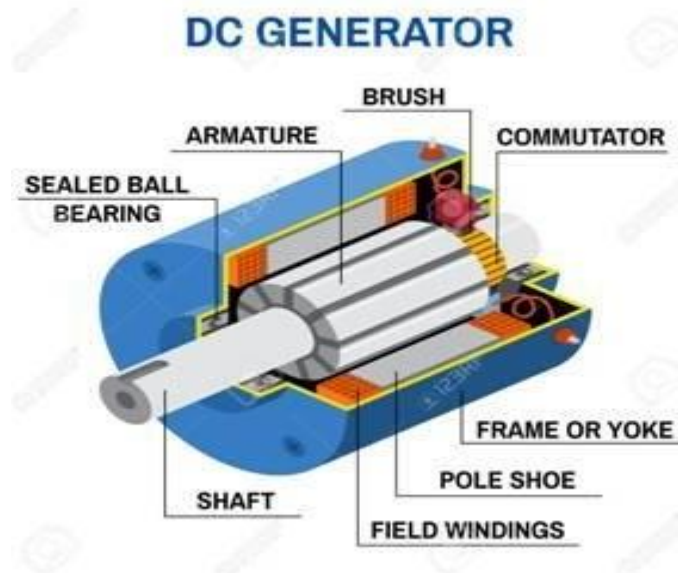 DC GENERATOR
BRUSH
ARMATURE
COMMUTATOR
SEALED BALL
BEARING
FRAME OR YOKE
POLE SHOE
SHAFT
FIELD WINDINGS